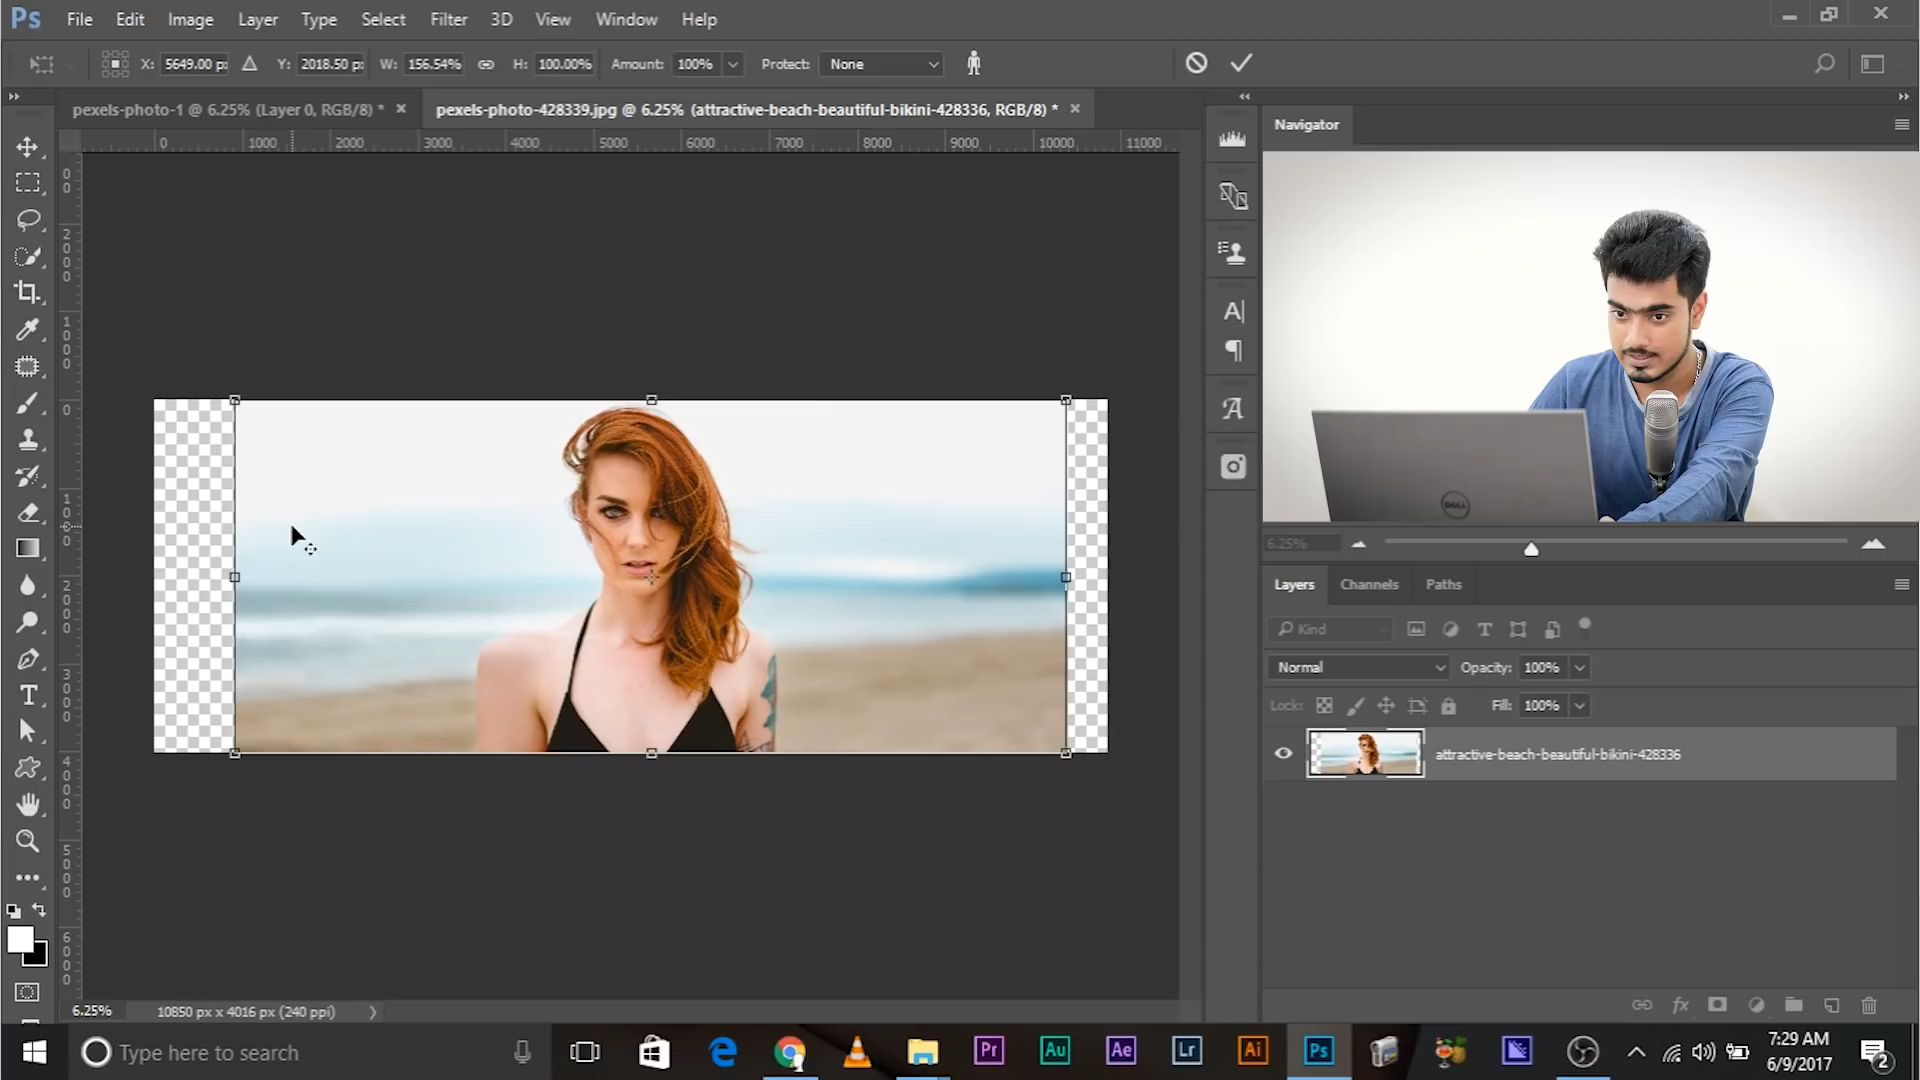 Ps File Edit Image Layer Type Select Filter 3D View Window Help
X: 5649.00 p Y: 2018.50 p W: 156.54% H: 100.00% Amount: 100% Protect: None
pexels-photo-1 @ 6.25% (Layer 0, RGB/8) * × pexels-photo-428339.jpg @ 6.25% (attractive-beach-beautiful-bikini-428336, RGB/8) * ×
Navigator
0 1000 2000 3000 4000 5000 6000 7000 8000 9000 10000 11000
DELL
6.25%
Layers Channels Paths
Kind
Normal Opacity: 100%
Lock: Fill: 100%
attractive-beach-beautiful-bikini-428336
6.25% 10850 px x 4016 px (240 ppi)
Type here to search
Pr Au Ae Lr Ai Ps
7:29 AM
6/9/2017
2